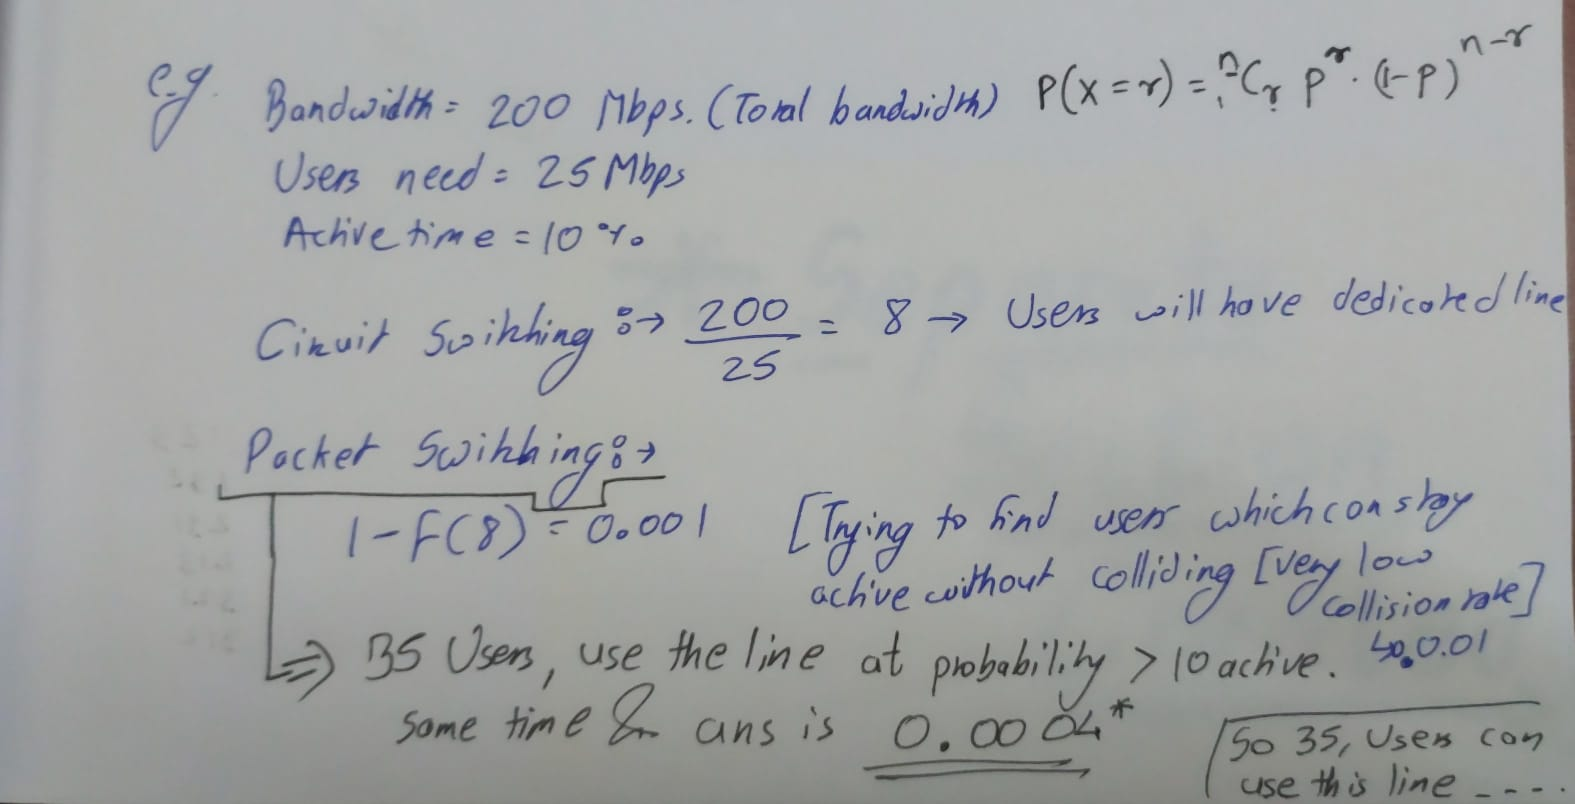 e.g. Bandwidth = 200 Mbps. (Total bandwidth) P(x = r) = ⁿCᵣ pʳ · (1-p)ⁿ⁻ʳ
Users need = 25 Mbps
Active time = 10 %
Circuit Switching :→ 200/25 = 8 → Users will have dedicated line
Packet Switching :→
1 - F(8) = 0.001 [Trying to find users which can stay
active without colliding [very low
collision rate]
0.01
⇒ 35 Users, use the line at probability > 10 active.
Same time & ans is 0.0004*
So 35, Users can
use this line ----.